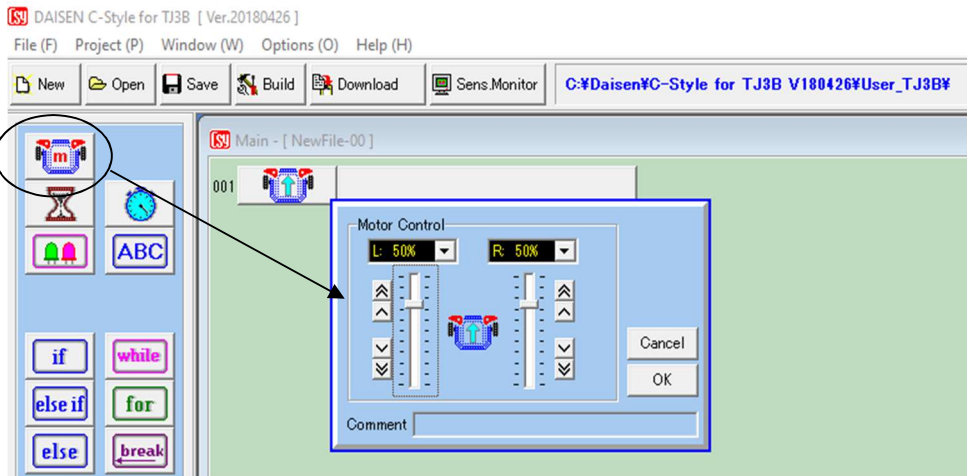 DAISEN C-Style for TJ3B [ Ver.20180426 ]
File (F) Project (P) Window (W) Options (O) Help (H)
New Open Save Build Download Sens.Monitor C:¥Daisen¥C-Style for TJ3B V180426¥User_TJ3B¥
m
Main - [ NewFile-00 ]
001
Motor Control
L: 50% R: 50%
ABC
if while
Cancel
else if for
OK
Comment
else break